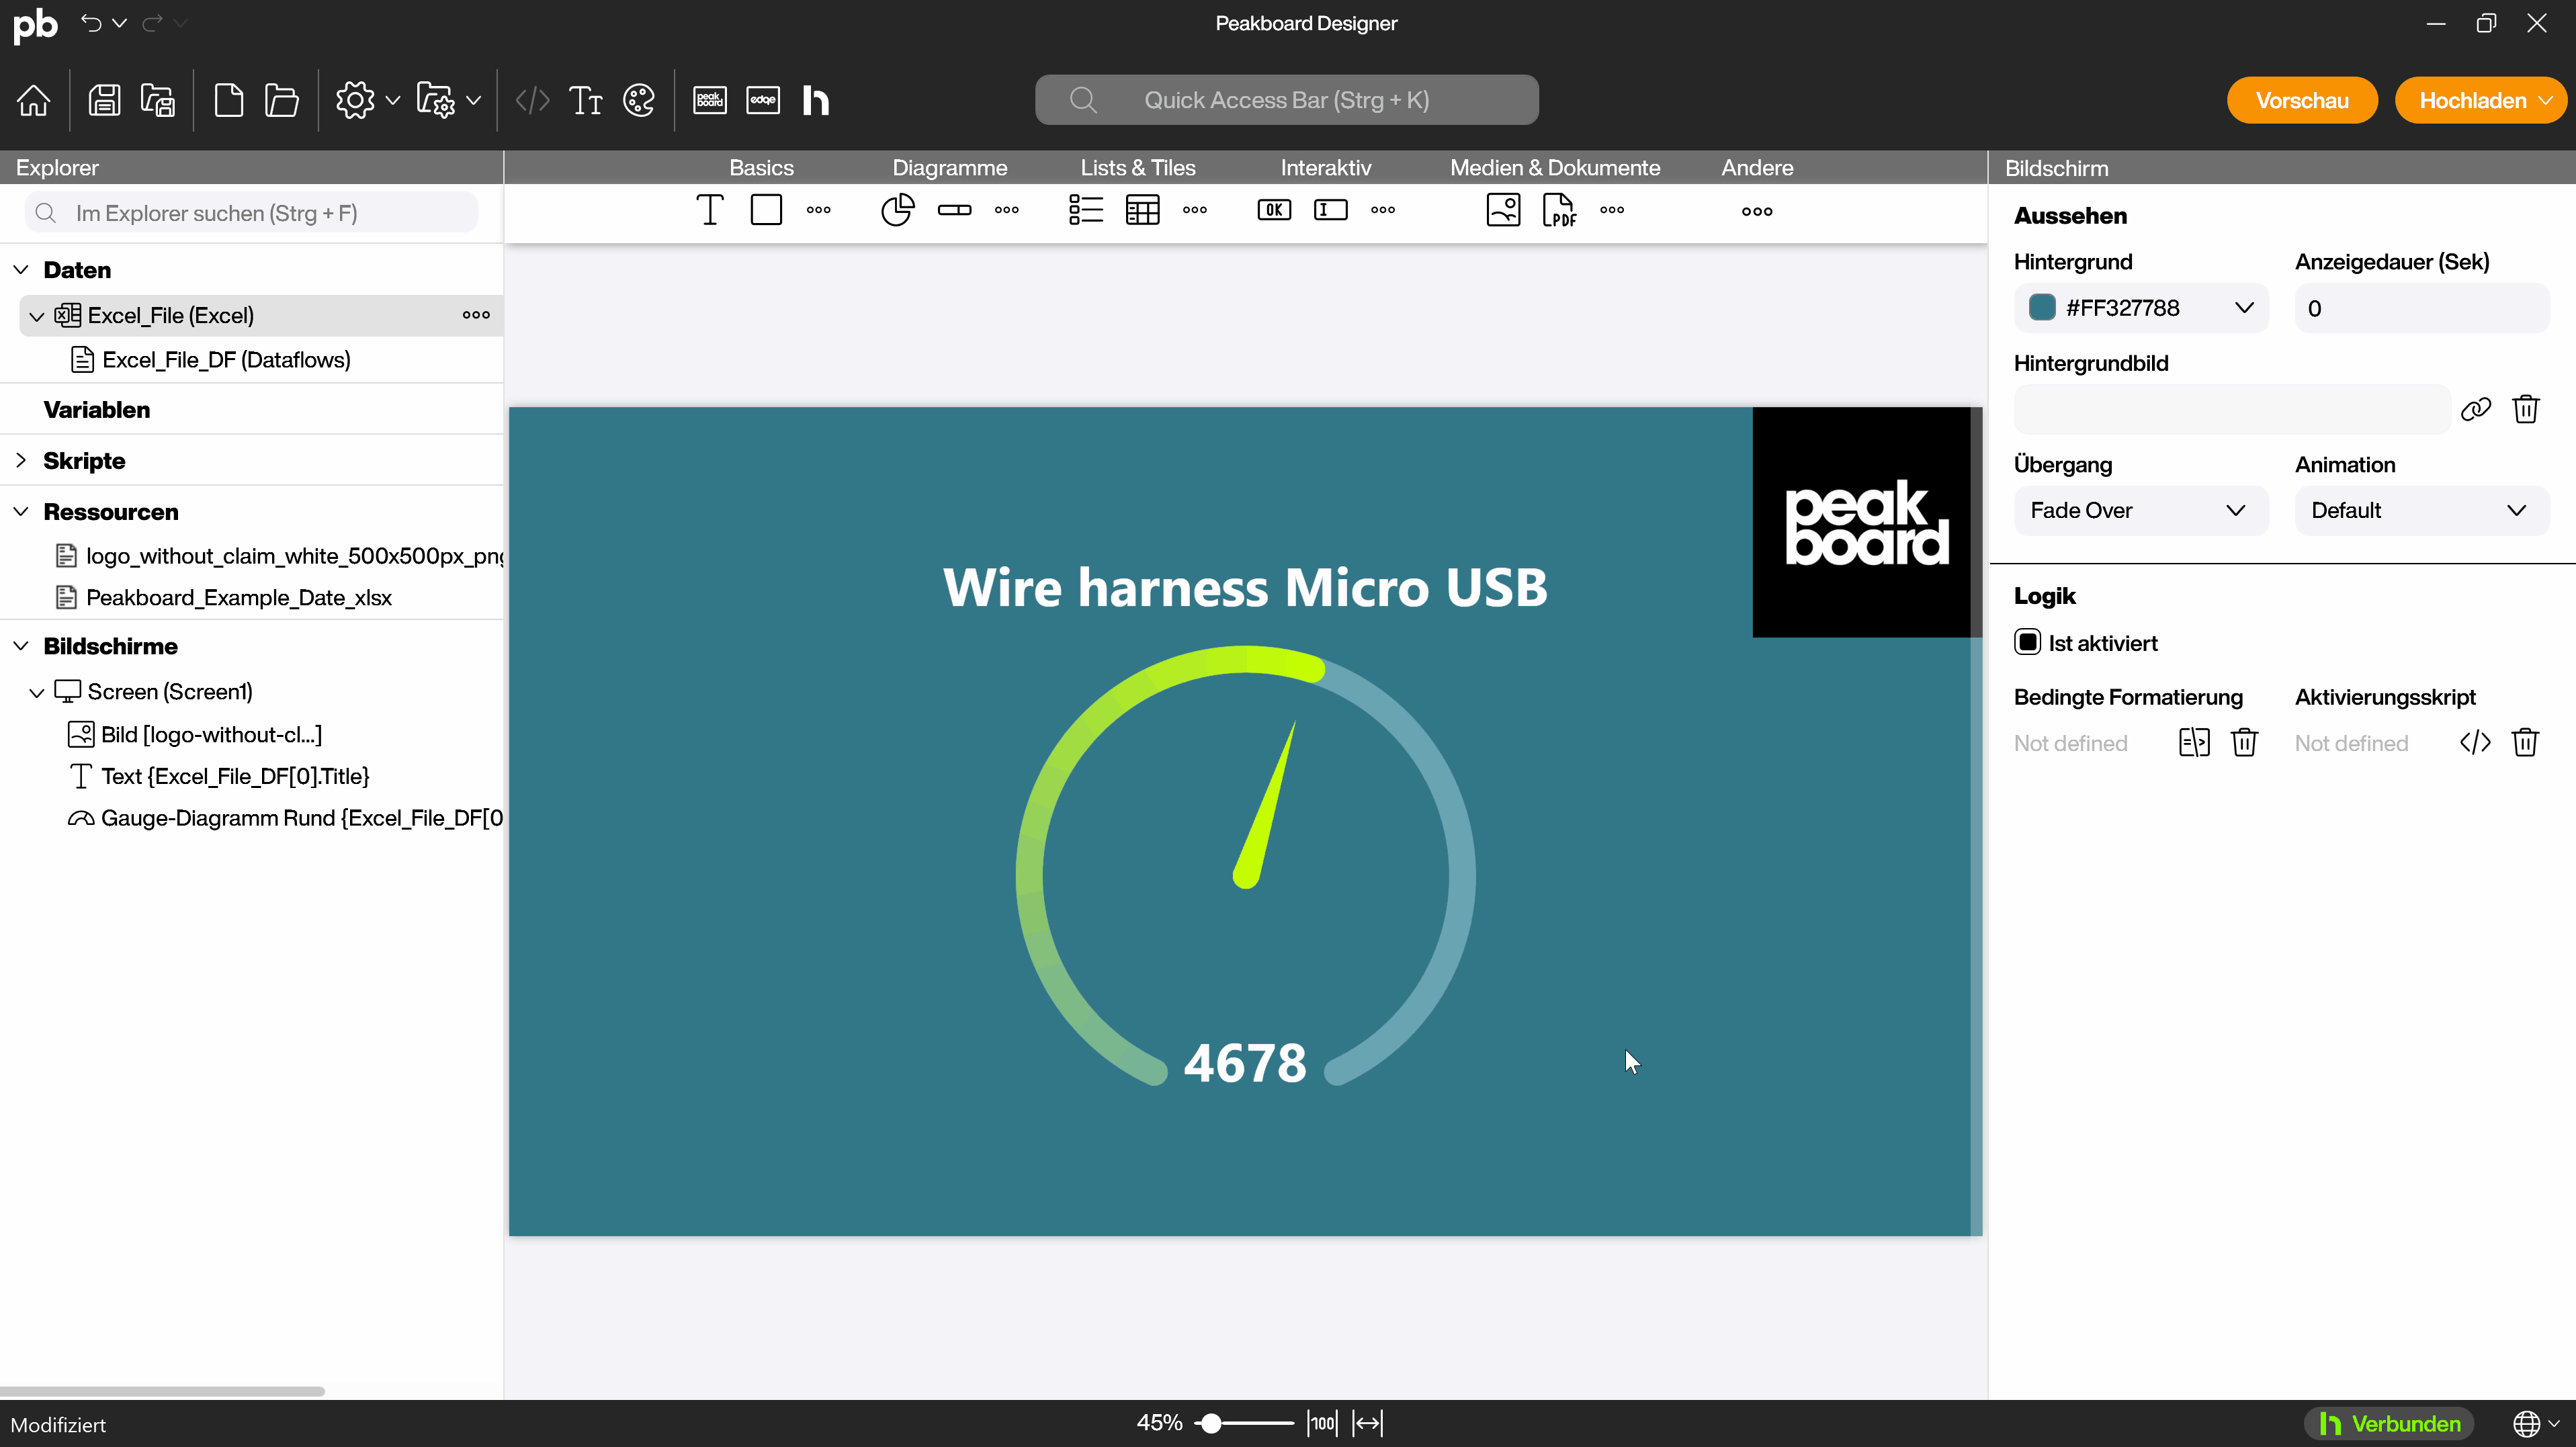 pb
Peakboard Designer
peak board
edge
Quick Access Bar (Strg + K)
Vorschau
Hochladen
Explorer
Basics
Diagramme
Lists & Tiles
Interaktiv
Medien & Dokumente
Andere
Bildschirm
Im Explorer suchen (Strg + F)
OK
PDF
Daten
Excel_File (Excel)
Excel_File_DF (Dataflows)
Variablen
Skripte
Ressourcen
logo_without_claim_white_500x500px_png
Peakboard_Example_Date_xlsx
Bildschirme
Screen (Screen1)
Bild [logo-without-cl...]
Text {Excel_File_DF[0].Title}
Gauge-Diagramm Rund {Excel_File_DF[0
peak
board
Wire harness Micro USB
4678
Aussehen
Hintergrund
Anzeigedauer (Sek)
#FF327788
0
Hintergrundbild
Übergang
Animation
Fade Over
Default
Logik
Ist aktiviert
Bedingte Formatierung
Aktivierungsskript
Not defined
Not defined
Modifiziert
45%
100
Verbunden